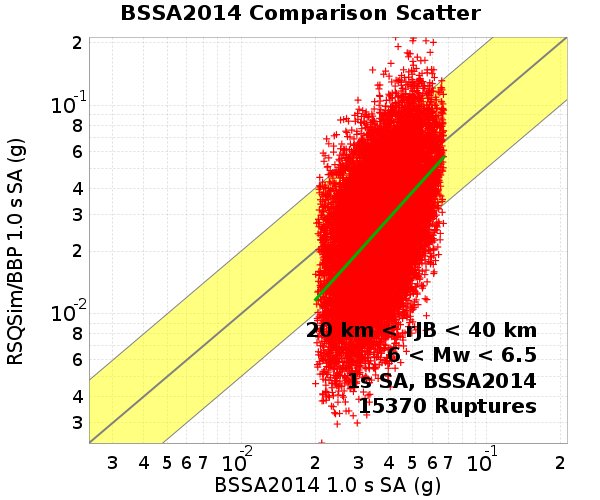 BSSA2014 Comparison Scatter
RSQSim/BBP 1.0 s SA (g)
2
10-1
8
6
4
3
2
10-2
8
6
4
3
20 km < rJB < 40 km
6 < Mw < 6.5
1s SA, BSSA2014
15370 Ruptures
3 4 5 6 7 10-2 2 3 4 5 6 7 10-1 2
BSSA2014 1.0 s SA (g)